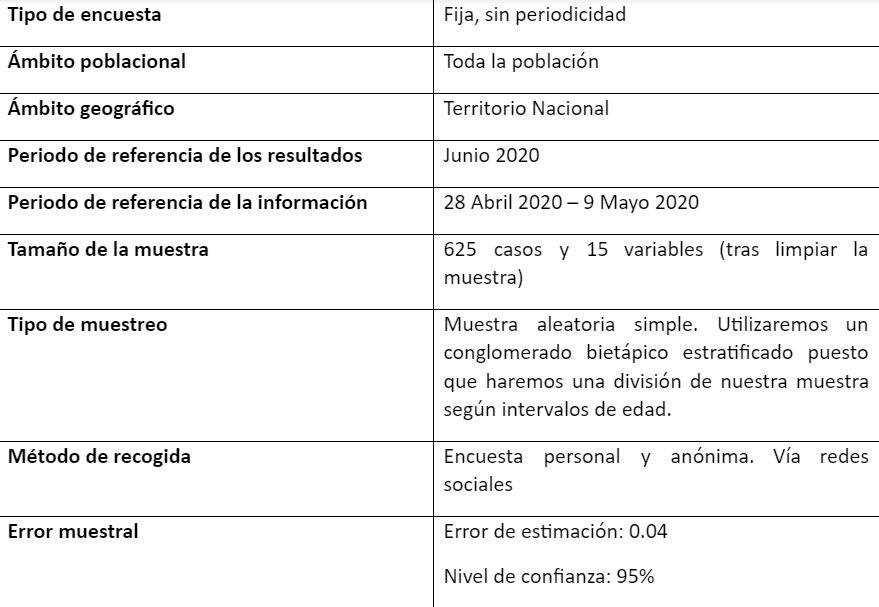 Tipo de encuesta
Fija, sin periodicidad
Ámbito poblacional
Toda la población
Ámbito geográfico
Territorio Nacional
Periodo de referencia de los resultados
Junio 2020
Periodo de referencia de la información
28 Abril 2020 – 9 Mayo 2020
Tamaño de la muestra
625 casos y 15 variables (tras limpiar la
muestra)
Tipo de muestreo
Muestra aleatoria simple. Utilizaremos un
conglomerado bietápico estratificado puesto
que haremos una división de nuestra muestra
según intervalos de edad.
Método de recogida
Encuesta personal y anónima. Vía redes
sociales
Error muestral
Error de estimación: 0.04
Nivel de confianza: 95%